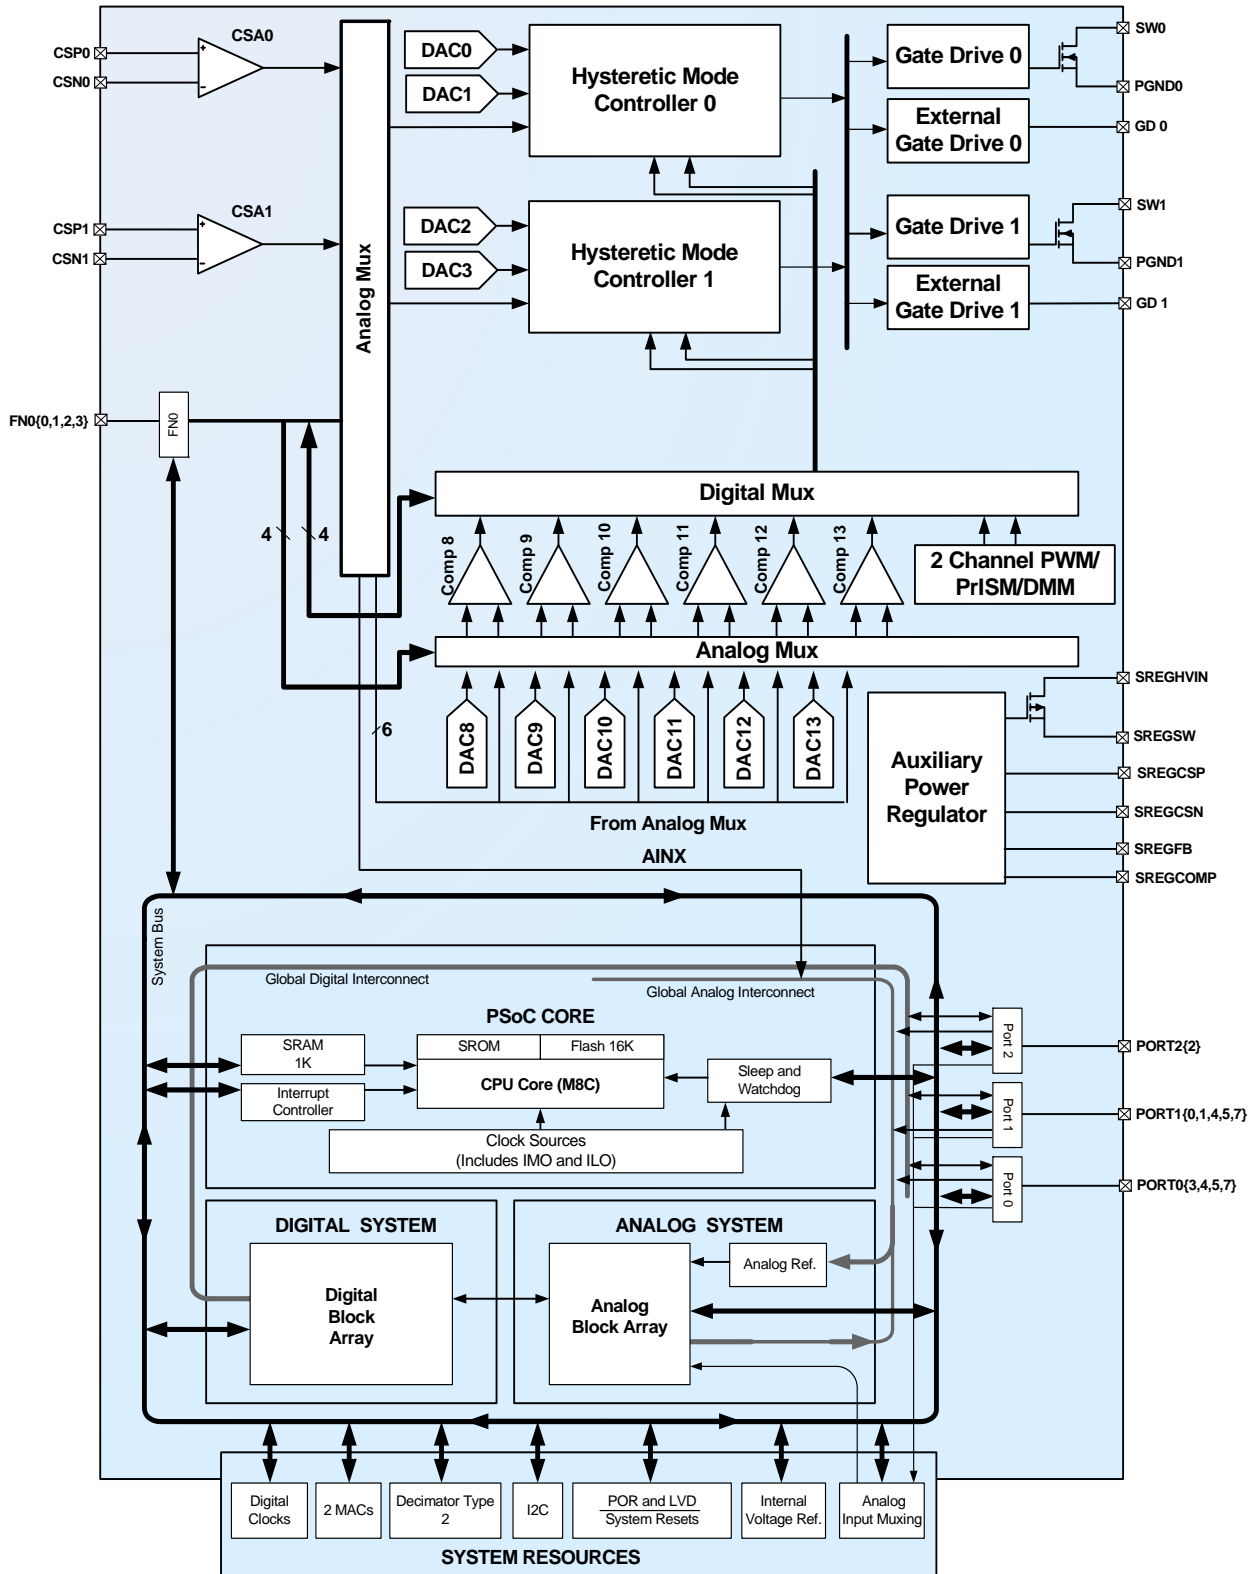 CSP0
CSN0
CSA0
CSP1
CSN1
CSA1
Analog Mux
DAC0
DAC1
Hysteretic Mode
Controller 0
DAC2
DAC3
Hysteretic Mode
Controller 1
Gate Drive 0
External
Gate Drive 0
Gate Drive 1
External
Gate Drive 1
SW0
PGND0
GD 0
SW1
PGND1
GD 1
FN0{0,1,2,3}
FN0
4
4
Digital Mux
Comp 8
Comp 9
Comp 10
Comp 11
Comp 12
Comp 13
2 Channel PWM/
PrISM/DMM
Analog Mux
DAC8
DAC9
DAC10
DAC11
DAC12
DAC13
6
From Analog Mux
AINX
Auxiliary
Power
Regulator
SREGHVIN
SREGSW
SREGCSP
SREGCSN
SREGFB
SREGCOMP
System Bus
Global Digital Interconnect
Global Analog Interconnect
PSoC CORE
SRAM
1K
Interrupt
Controller
SROM
Flash 16K
CPU Core (M8C)
Sleep and
Watchdog
Clock Sources
(Includes IMO and ILO)
Port 2
Port 1
Port 0
PORT2{2}
PORT1{0,1,4,5,7}
PORT0{3,4,5,7}
DIGITAL SYSTEM
Digital
Block
Array
ANALOG SYSTEM
Analog
Block Array
Analog Ref.
Digital
Clocks
2 MACs
Decimator Type
2
I2C
POR and LVD
System Resets
Internal
Voltage Ref.
Analog
Input Muxing
SYSTEM RESOURCES